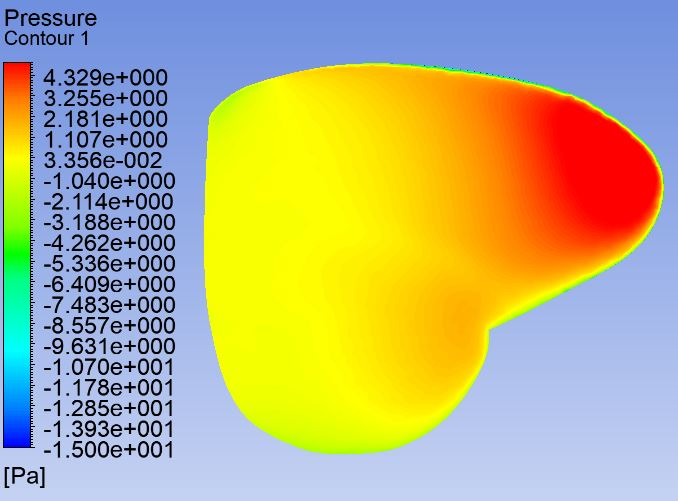 Pressure
Contour 1
4.329e+000
3.255e+000
2.181e+000
1.107e+000
3.356e-002
-1.040e+000
-2.114e+000
-3.188e+000
-4.262e+000
-5.336e+000
-6.409e+000
-7.483e+000
-8.557e+000
-9.631e+000
-1.070e+001
-1.178e+001
-1.285e+001
-1.393e+001
-1.500e+001
[Pa]